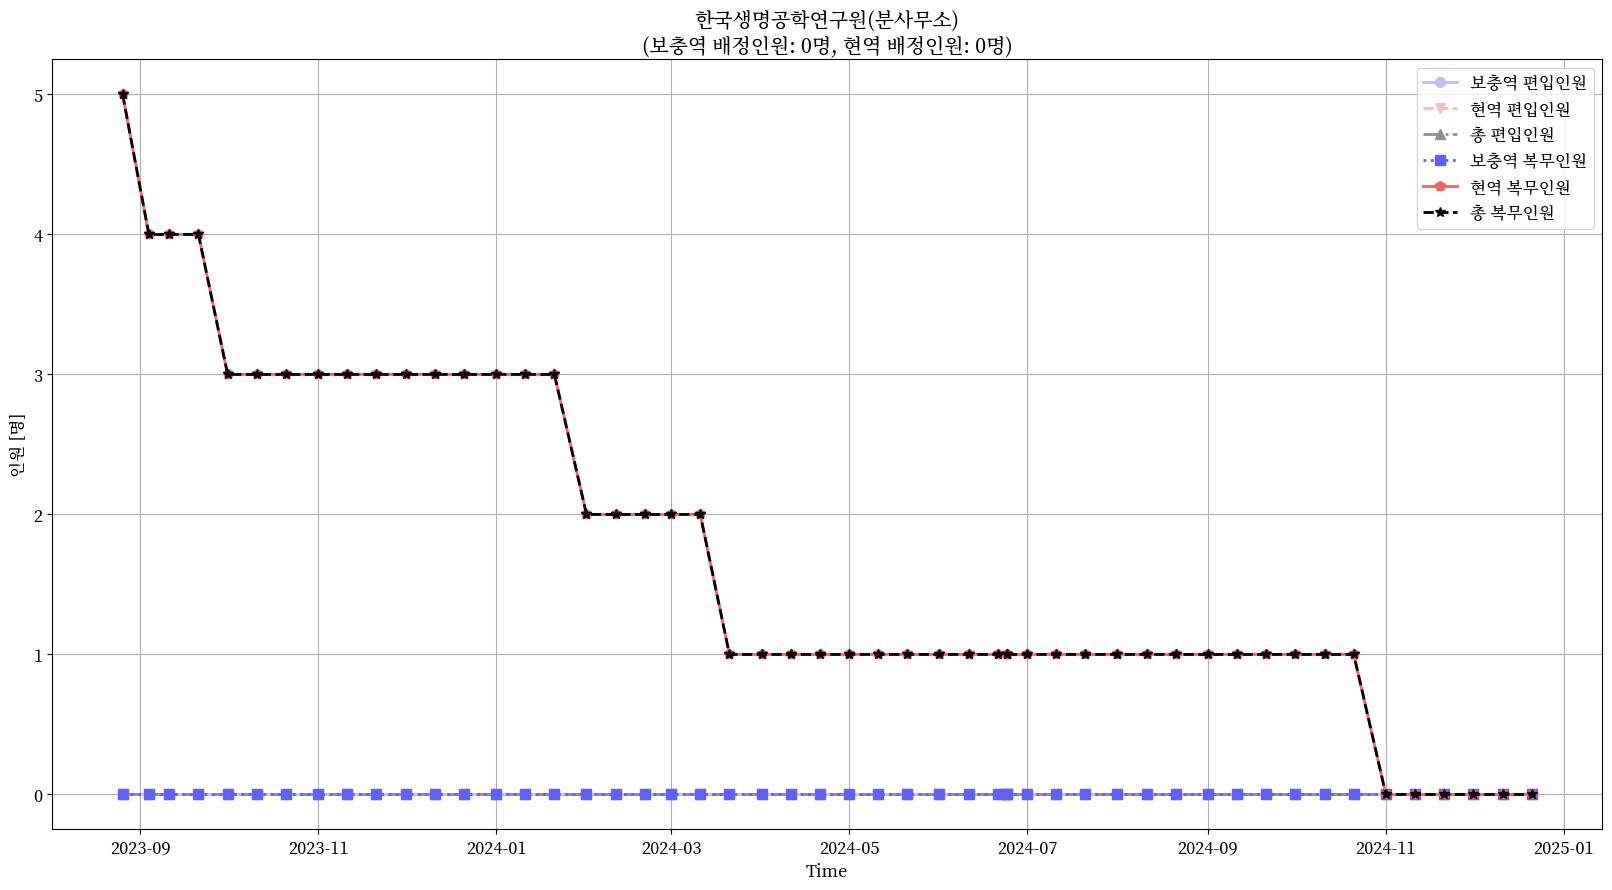 한국생명공학연구원(분사무소)
(보충역 배정인원: 0명, 현역 배정인원: 0명)
보충역 편입인원
현역 편입인원
총 편입인원
보충역 복무인원
현역 복무인원
총 복무인원
5
4
3
2
1
0
인원 [명]
2023-09
2023-11
2024-01
2024-03
2024-05
2024-07
2024-09
2024-11
2025-01
Time